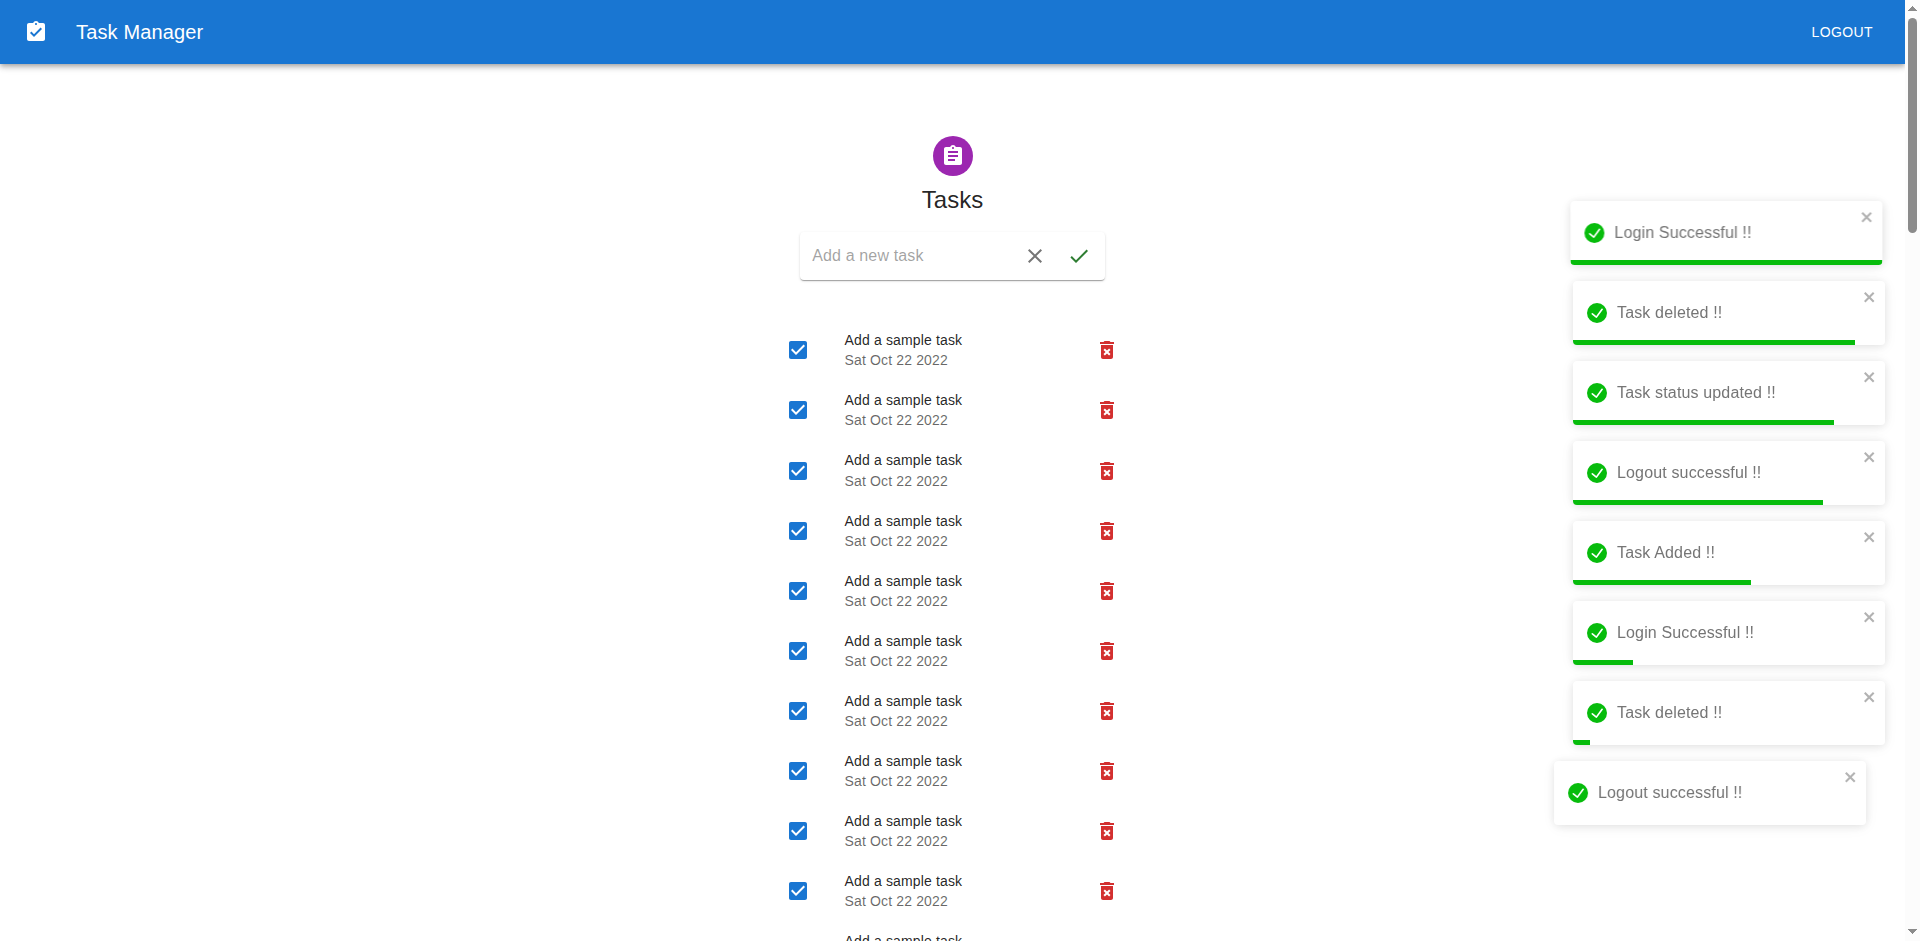 Task Manager
LOGOUT
Tasks
Add a new task
Add a sample task
Sat Oct 22 2022
Add a sample task
Sat Oct 22 2022
Add a sample task
Sat Oct 22 2022
Add a sample task
Sat Oct 22 2022
Add a sample task
Sat Oct 22 2022
Add a sample task
Sat Oct 22 2022
Add a sample task
Sat Oct 22 2022
Add a sample task
Sat Oct 22 2022
Add a sample task
Sat Oct 22 2022
Add a sample task
Sat Oct 22 2022
Add a sample task
Login Successful !!
Task deleted !!
Task status updated !!
Logout successful !!
Task Added !!
Login Successful !!
Task deleted !!
Logout successful !!